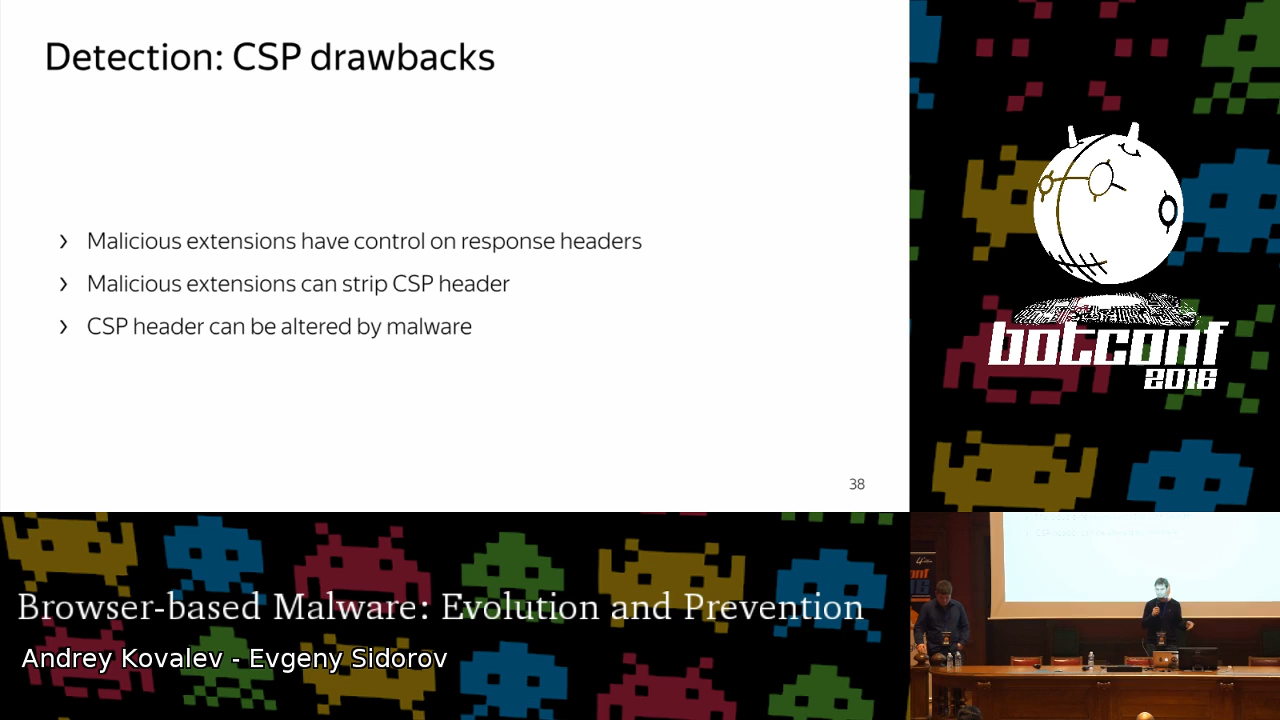 Detection: CSP drawbacks
› Malicious extensions have control on response headers
› Malicious extensions can strip CSP header
› CSP header can be altered by malware
38
botconf
2016
Browser-based Malware: Evolution and Prevention
Andrey Kovalev - Evgeny Sidorov